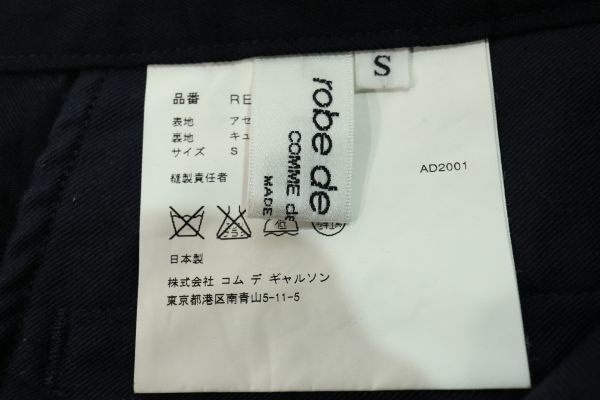 S
robe de
COMME de
MADE
品番 RE
表地 アセ
裏地 キュ
サイズ S
縫製責任者
AD2001
他
日本製
株式会社 コム デ ギャルソン
東京都港区南青山5-11-5